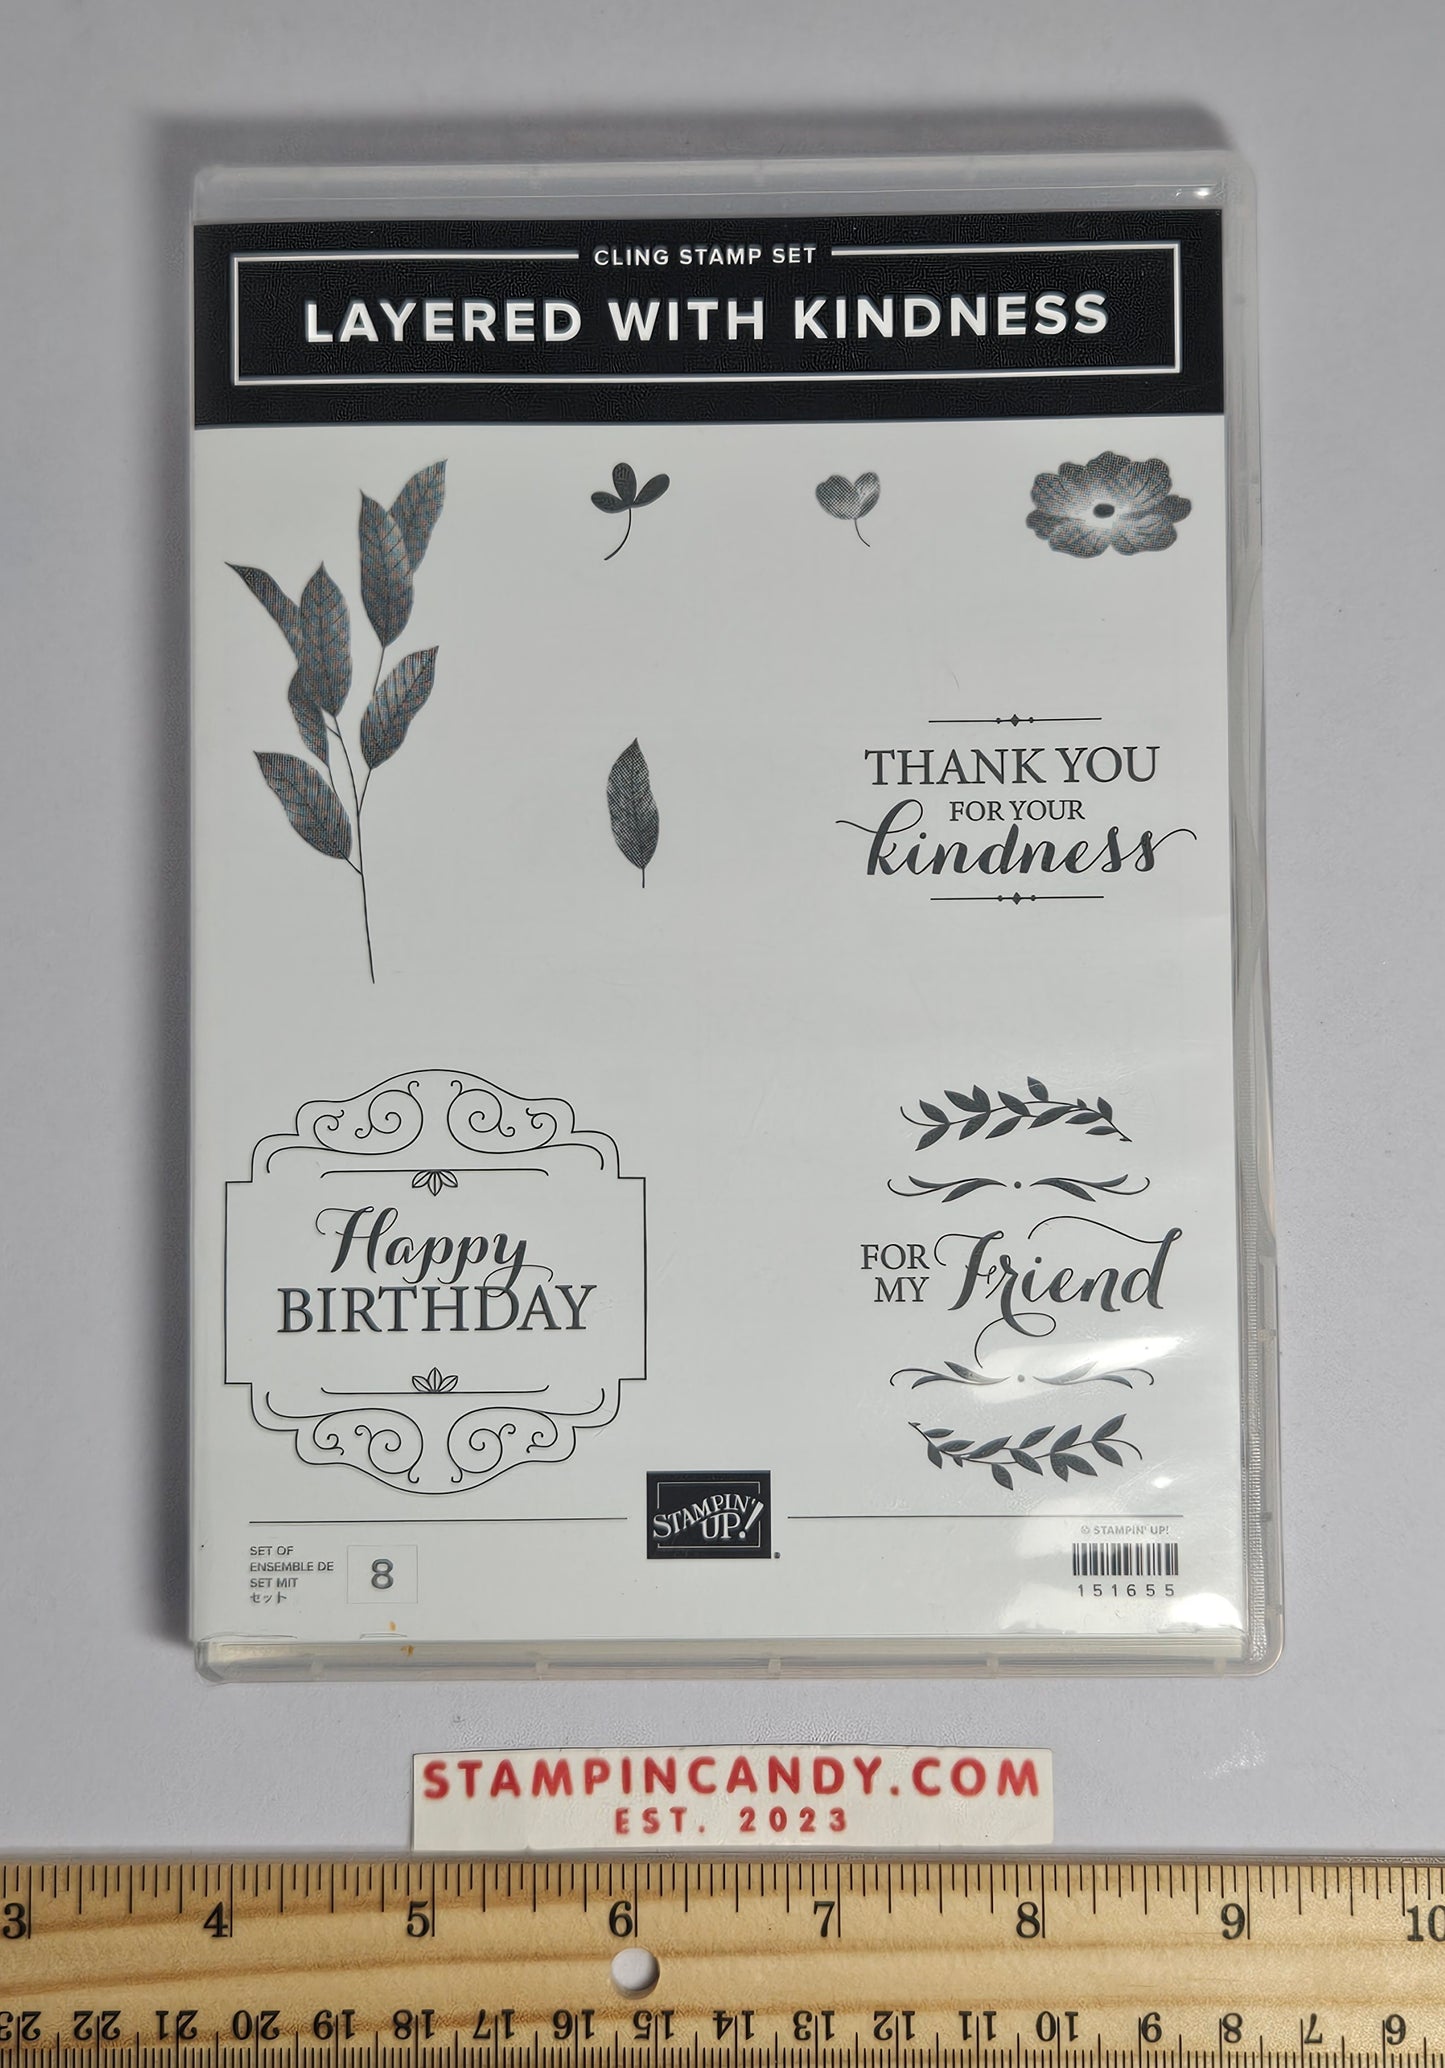 CLING STAMP SET
LAYERED WITH KINDNESS
THANK YOU
FOR YOUR
kindness
Happy
BIRTHDAY
FOR MY Friend
STAMPIN' UP!
SET OF
ENSEMBLE DE
SET MIT
セット
8
© STAMPIN' UP!
151655
STAMPINCANDY.COM
EST. 2023
3 4 5 6 7 8 9 10
23 22 21 20 19 18 17 16 15 14 13 12 11 10 9 8 7 6